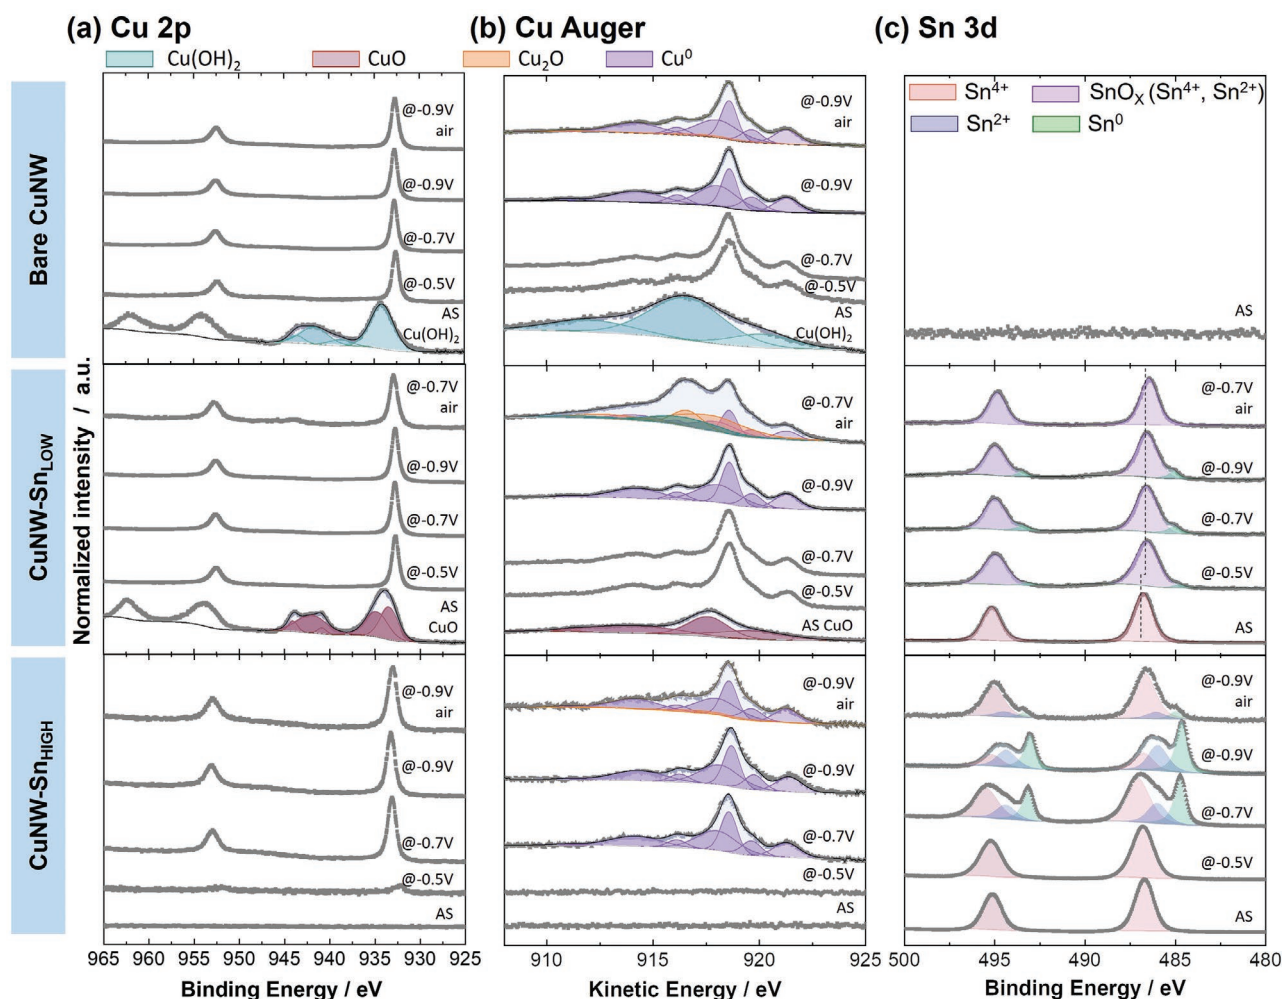 (a) Cu 2p
(b) Cu Auger
(c) Sn 3d
Cu(OH)₂ CuO Cu₂O Cu⁰
Bare CuNW
@-0.9V
air
@-0.9V
@-0.7V
@-0.5V
AS
Cu(OH)₂
@-0.9V
air
@-0.9V
@-0.7V
@-0.5V
AS
Cu(OH)₂
Sn⁴⁺ SnOₓ (Sn⁴⁺, Sn²⁺)
Sn²⁺ Sn⁰
AS
CuNW-SnLOW
Normalized intensity / a.u.
@-0.7V
air
@-0.9V
@-0.7V
@-0.5V
AS
CuO
@-0.7V
air
@-0.9V
@-0.7V
@-0.5V
AS CuO
@-0.7V
air
@-0.9V
@-0.7V
@-0.5V
AS
CuNW-SnHIGH
@-0.9V
air
@-0.9V
@-0.7V
@-0.5V
AS
@-0.9V
air
@-0.9V
@-0.7V
@-0.5V
AS
@-0.9V
air
@-0.9V
@-0.7V
@-0.5V
AS
965 960 955 950 945 940 935 930 925
910 915 920 925
500 495 490 485 480
Binding Energy / eV
Kinetic Energy / eV
Binding Energy / eV